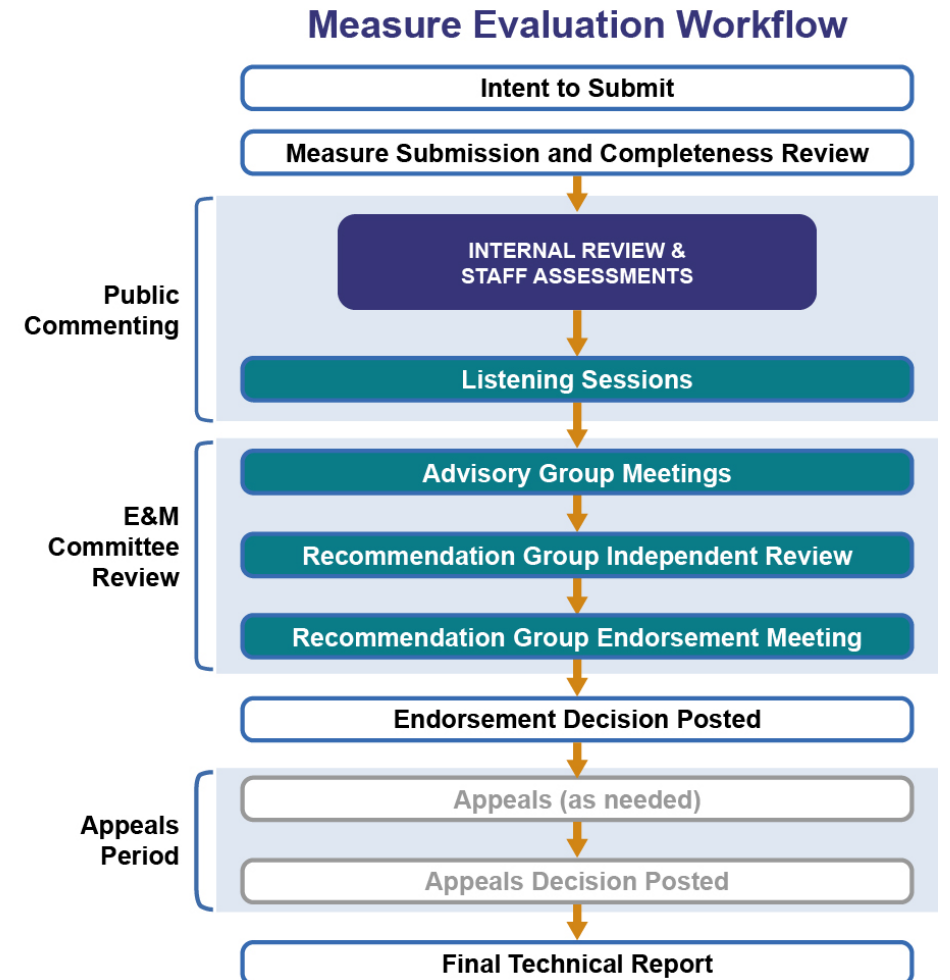 Measure Evaluation Workflow
Intent to Submit
Measure Submission and Completeness Review
INTERNAL REVIEW &
STAFF ASSESSMENTS
Public
Commenting
Listening Sessions
Advisory Group Meetings
E&M
Committee
Review
Recommendation Group Independent Review
Recommendation Group Endorsement Meeting
Endorsement Decision Posted
Appeals
Period
Appeals (as needed)
Appeals Decision Posted
Final Technical Report